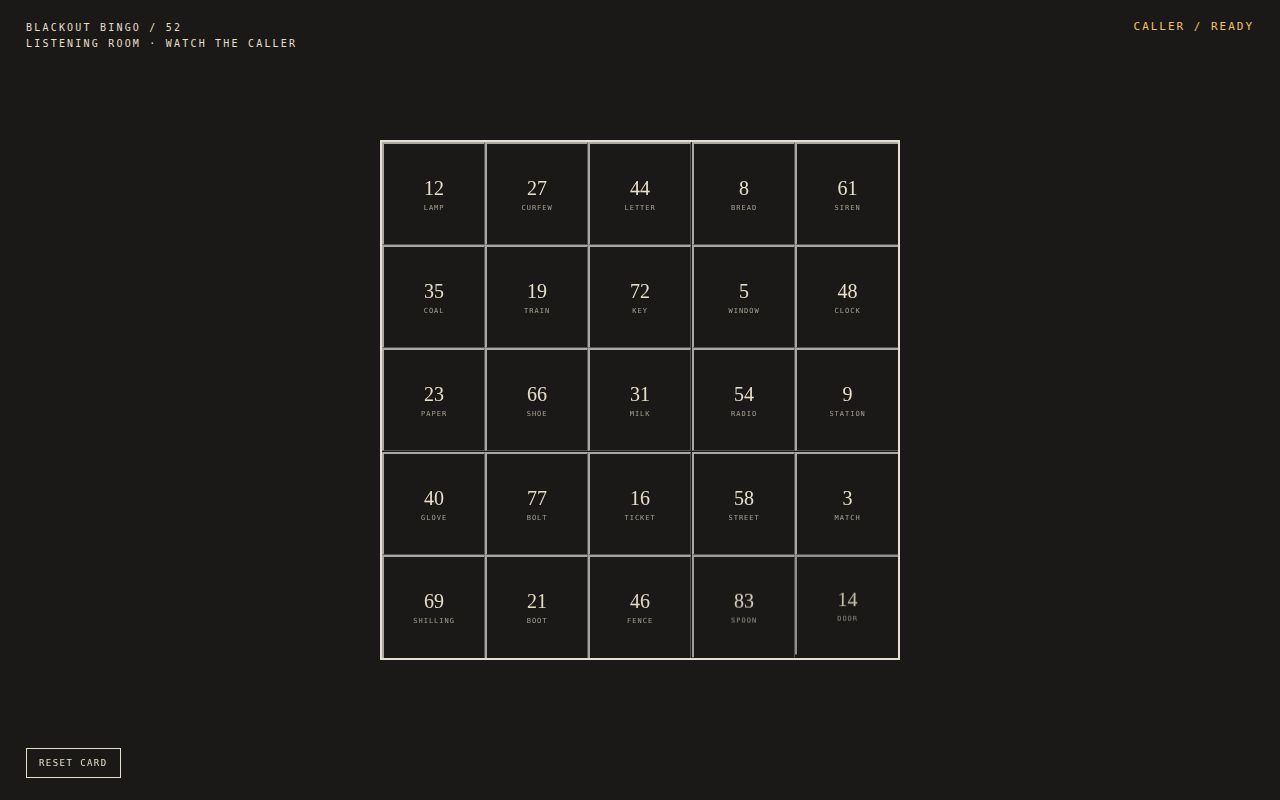 BLACKOUT BINGO / 52
LISTENING ROOM · WATCH THE CALLER
CALLER / READY
12 27 44 8 61
LAMP CURFEW LETTER BREAD SIREN
35 19 72 5 48
COAL TRAIN KEY WINDOW CLOCK
23 66 31 54 9
PAPER SHOE MILK RADIO STATION
40 77 16 58 3
GLOVE BOLT TICKET STREET MATCH
69 21 46 83 14
SHILLING BOOT FENCE SPOON DOOR
RESET CARD